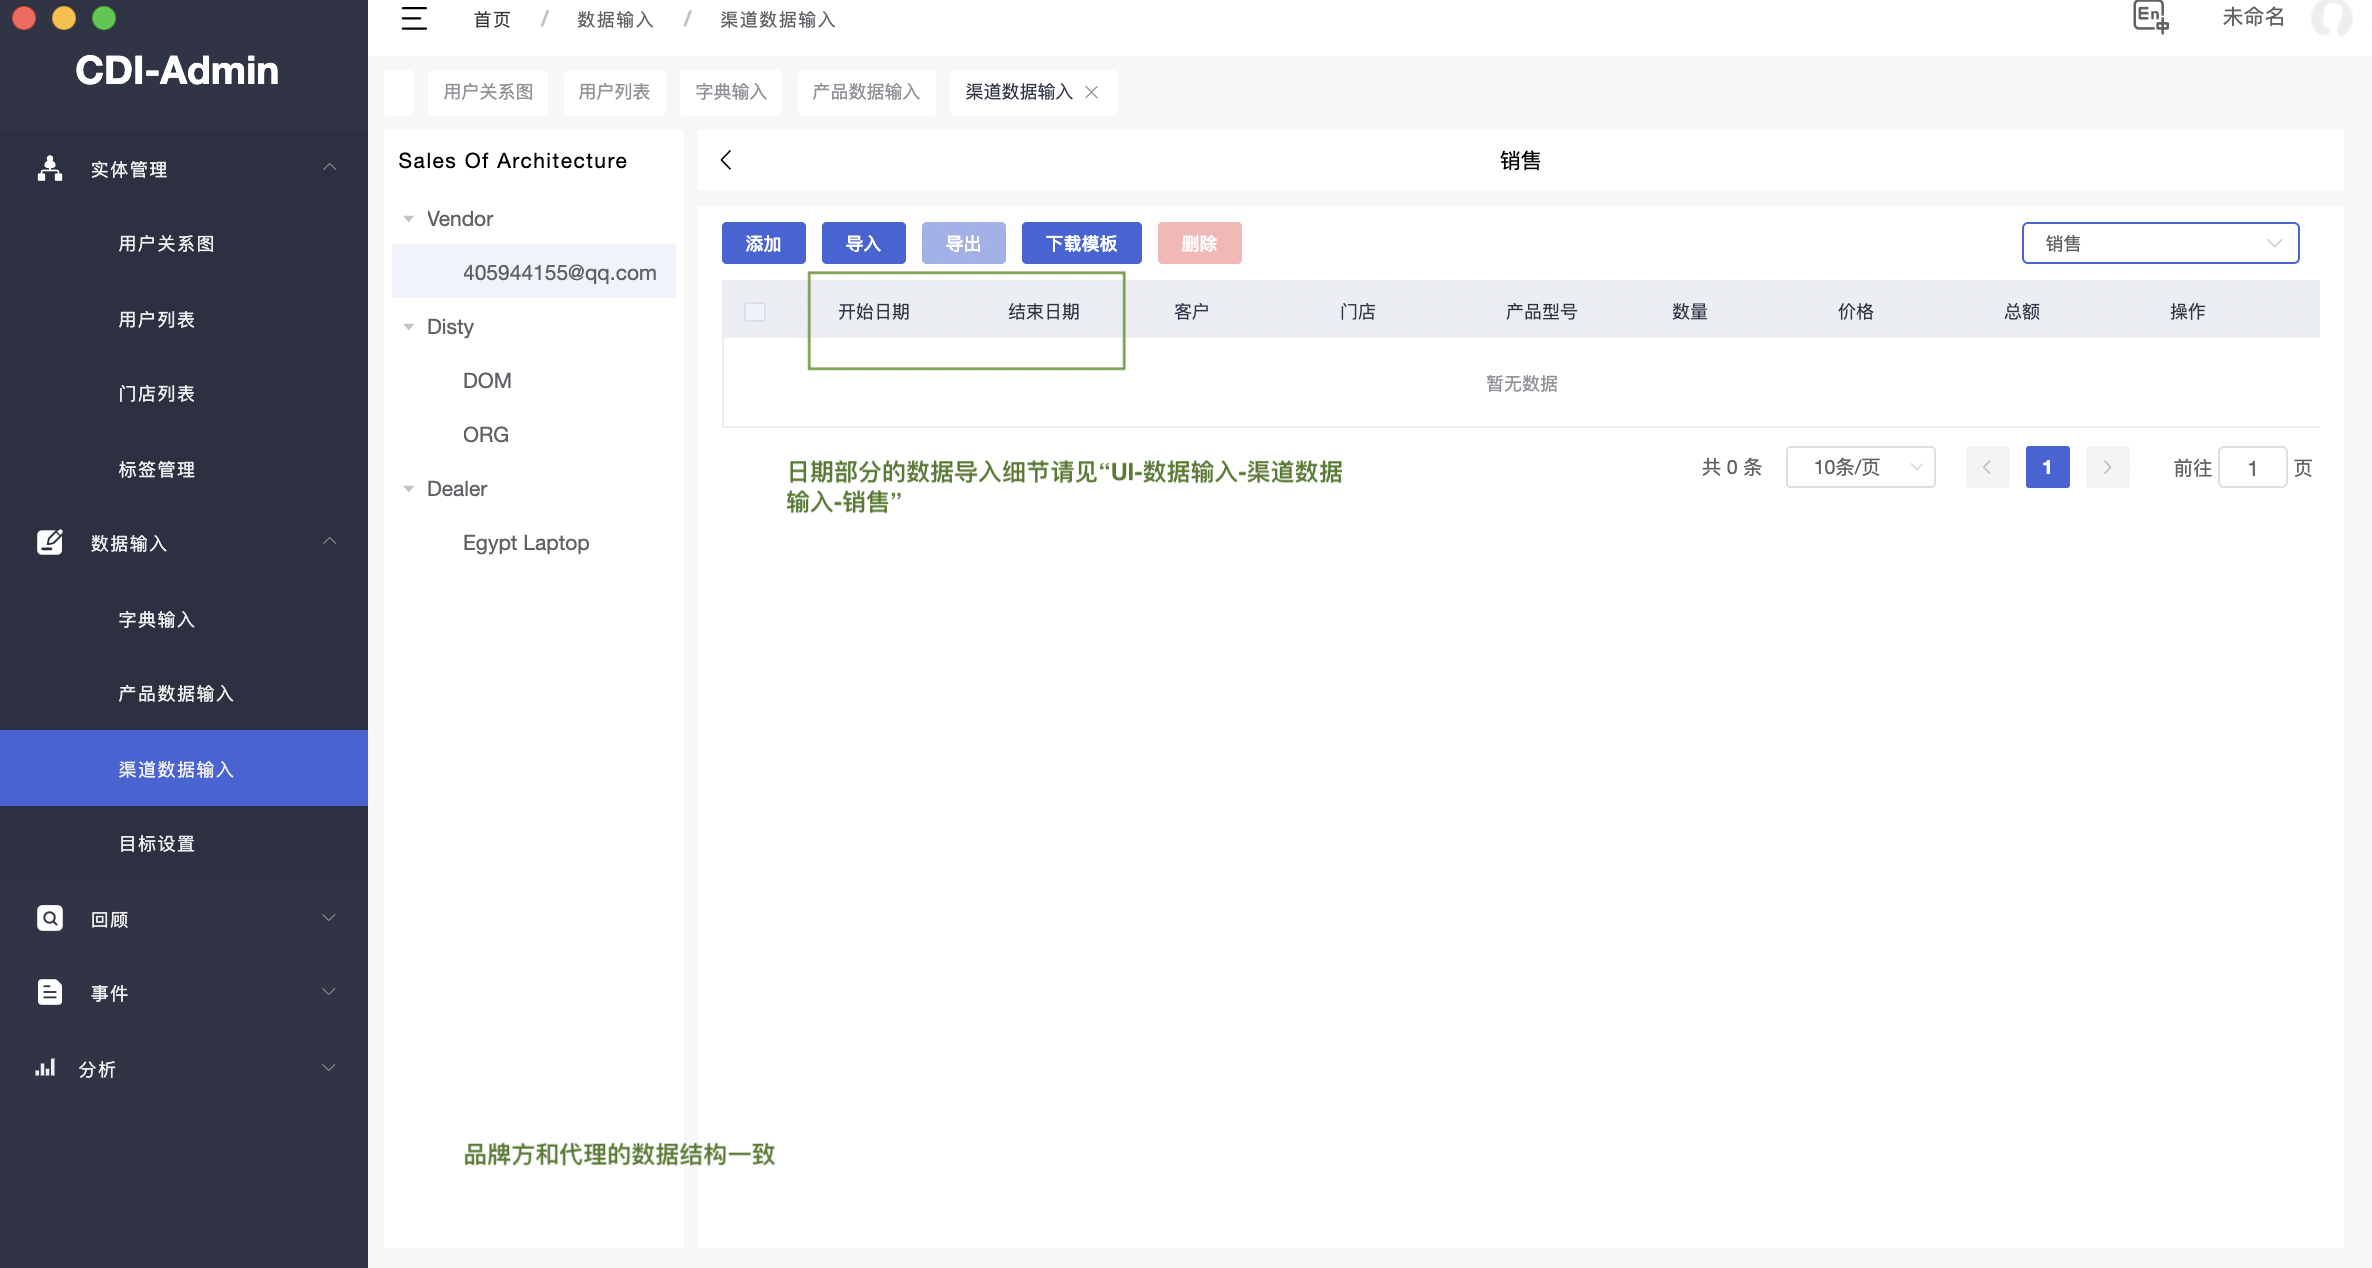 CDI-Admin
实体管理
用户关系图
用户列表
门店列表
标签管理
数据输入
字典输入
产品数据输入
渠道数据输入
目标设置
回顾
事件
分析
首页 / 数据输入 / 渠道数据输入
En
未命名
用户关系图 用户列表 字典输入 产品数据输入 渠道数据输入
Sales Of Architecture
Vendor
405944155@qq.com
Disty
DOM
ORG
Dealer
Egypt Laptop
销售
添加 导入 导出 下载模板 删除
销售
开始日期 结束日期 客户 门店 产品型号 数量 价格 总额 操作
暂无数据
共 0 条 10条/页 1 前往 1 页
日期部分的数据导入细节请见“UI-数据输入-渠道数据
输入-销售”
品牌方和代理的数据结构一致